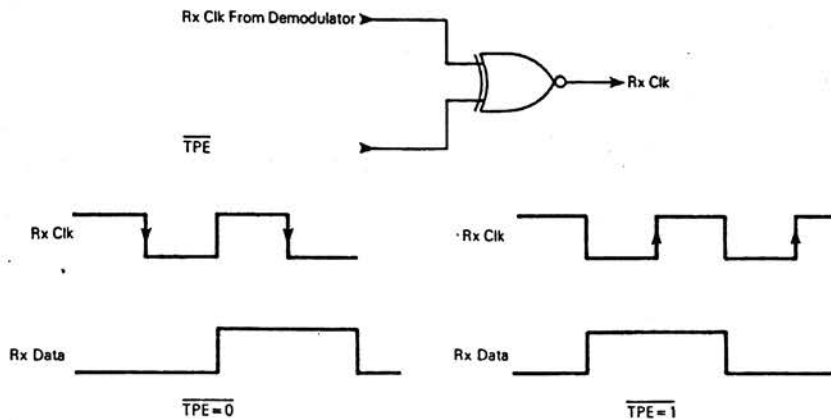 Rx Clk From Demodulator
Rx Clk
TPE
Rx Clk
Rx Clk
Rx Data
Rx Data
TPE = 0
TPE = 1